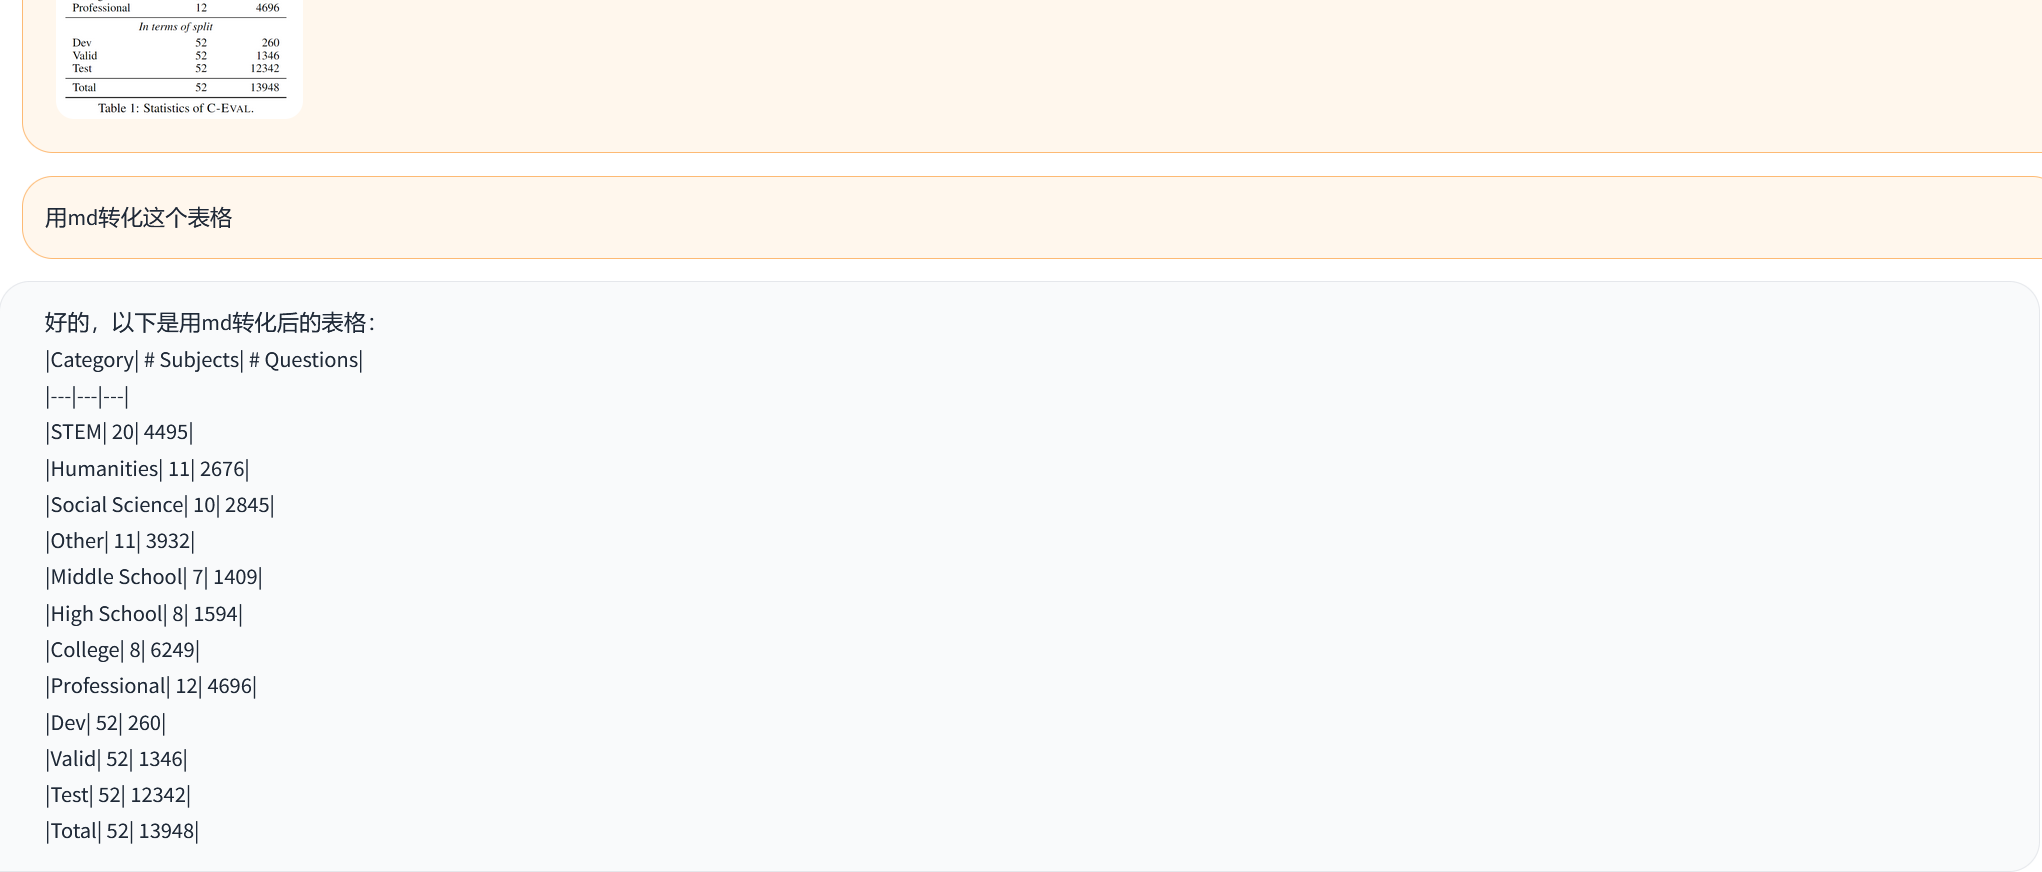 Professional 12 4696
In terms of split
Dev 52 260
Valid 52 1346
Test 52 12342
Total 52 13948
Table 1: Statistics of C-EVAL.
用md转化这个表格
好的，以下是用md转化后的表格：
|Category| # Subjects| # Questions|
|---|---|---|
|STEM| 20| 4495|
|Humanities| 11| 2676|
|Social Science| 10| 2845|
|Other| 11| 3932|
|Middle School| 7| 1409|
|High School| 8| 1594|
|College| 8| 6249|
|Professional| 12| 4696|
|Dev| 52| 260|
|Valid| 52| 1346|
|Test| 52| 12342|
|Total| 52| 13948|